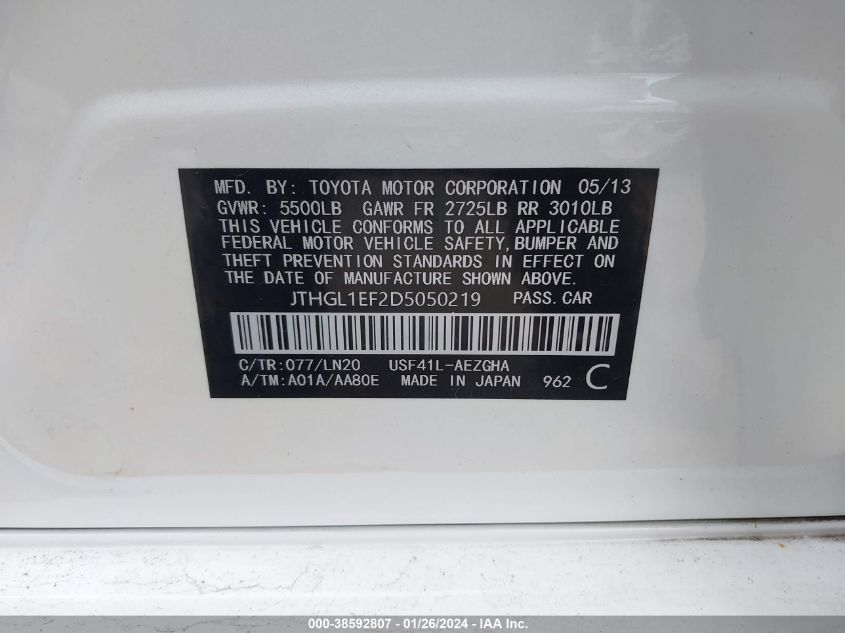 MFD. BY: TOYOTA MOTOR CORPORATION 05/13
GVWR: 5500LB GAWR FR 2725LB RR 3010LB
THIS VEHICLE CONFORMS TO ALL APPLICABLE
FEDERAL MOTOR VEHICLE SAFETY, BUMPER AND
THEFT PREVENTION STANDARDS IN EFFECT ON
THE DATE OF MANUFACTURE SHOWN ABOVE.
JTHGL1EF2D5050219 PASS. CAR
C/TR: 077/LN20 USF41L-AEZGHA
A/TM: A01A/AA80E MADE IN JAPAN 962 C
000-38592807 - 01/26/2024 - IAA Inc.